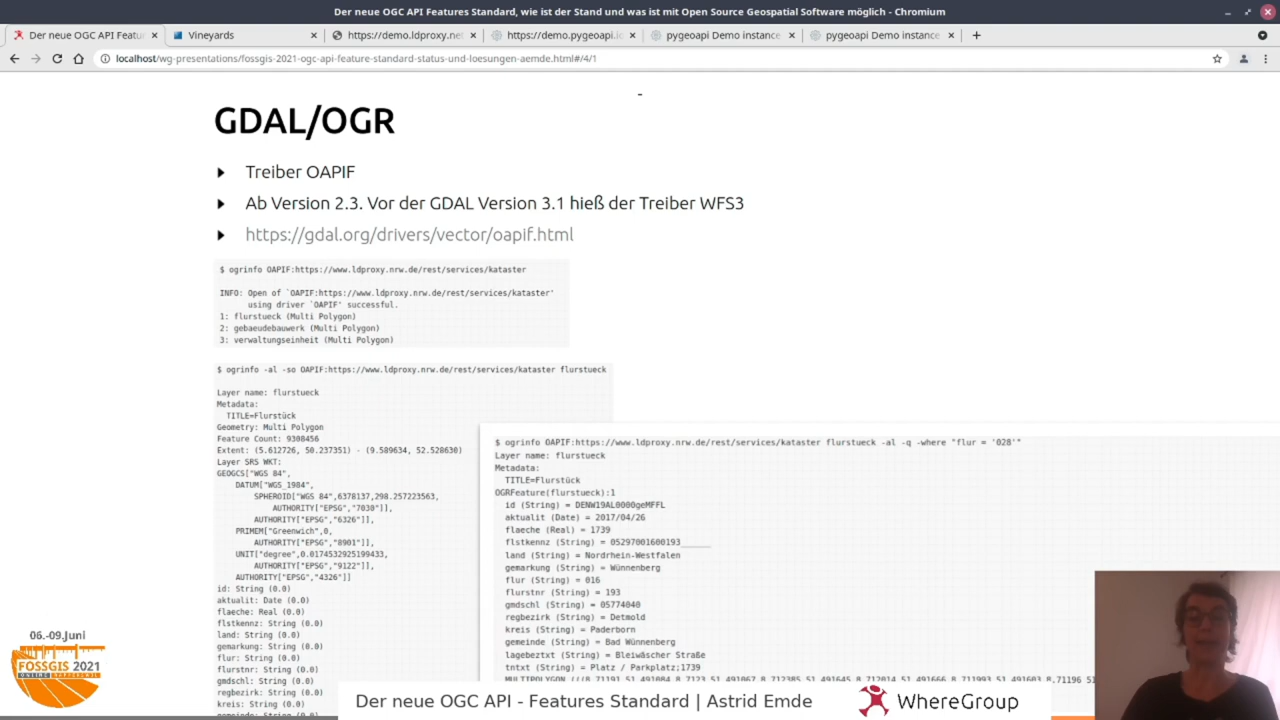 Der neue OGC API Features Standard, wie ist der Stand und was ist mit Open Source Geospatial Software möglich - Chromium
Der neue OGC API Featur
Vineyards
https://demo.ldproxy.net
https://demo.pygeoapi.io
pygeoapi Demo instance
pygeoapi Demo instance
localhost/wg-presentations/fossgis-2021-ogc-api-feature-standard-status-und-loesungen-aemde.html#/4/1
GDAL/OGR
Treiber OAPIF
Ab Version 2.3. Vor der GDAL Version 3.1 hieß der Treiber WFS3
https://gdal.org/drivers/vector/oapif.html
$ ogrinfo OAPIF:https://www.ldproxy.nrw.de/rest/services/kataster
INFO: Open of `OAPIF:https://www.ldproxy.nrw.de/rest/services/kataster'
using driver `OAPIF' successful.
1: flurstueck (Multi Polygon)
2: gebaeudebauwerk (Multi Polygon)
3: verwaltungseinheit (Multi Polygon)
$ ogrinfo -al -so OAPIF:https://www.ldproxy.nrw.de/rest/services/kataster flurstueck
Layer name: flurstueck
Metadata:
TITLE=Flurstück
Geometry: Multi Polygon
Feature Count: 9308456
Extent: (5.612726, 50.237351) - (9.589634, 52.528630)
Layer SRS WKT:
GEOGCS["WGS 84",
DATUM["WGS_1984",
SPHEROID["WGS 84",6378137,298.257223563,
AUTHORITY["EPSG","7030"]],
AUTHORITY["EPSG","6326"]],
PRIMEM["Greenwich",0,
AUTHORITY["EPSG","8901"]],
UNIT["degree",0.0174532925199433,
AUTHORITY["EPSG","9122"]],
AUTHORITY["EPSG","4326"]]
id: String (0.0)
aktualit: Date (0.0)
flaeche: Real (0.0)
flstkennz: String (0.0)
land: String (0.0)
gemarkung: String (0.0)
flur: String (0.0)
flurstnr: String (0.0)
gmdschl: String (0.0)
regbezirk: String (0.0)
kreis: String (0.0)
gemeinde: String (0.0)
$ ogrinfo OAPIF:https://www.ldproxy.nrw.de/rest/services/kataster flurstueck -al -q -where "flur = '028'"
Layer name: flurstueck
Metadata:
TITLE=Flurstück
OGRFeature(flurstueck):1
id (String) = DENW19AL0000geMFFL
aktualit (Date) = 2017/04/26
flaeche (Real) = 1739
flstkennz (String) = 05297001600193______
land (String) = Nordrhein-Westfalen
gemarkung (String) = Wünnenberg
flur (String) = 016
flurstnr (String) = 193
gmdschl (String) = 05774040
regbezirk (String) = Detmold
kreis (String) = Paderborn
gemeinde (String) = Bad Wünnenberg
lagebeztxt (String) = Bleiwäscher Straße
tntxt (String) = Platz / Parkplatz;1739
06.-09.Juni
FOSSGIS 2021
Der neue OGC API - Features Standard | Astrid Emde
WhereGroup